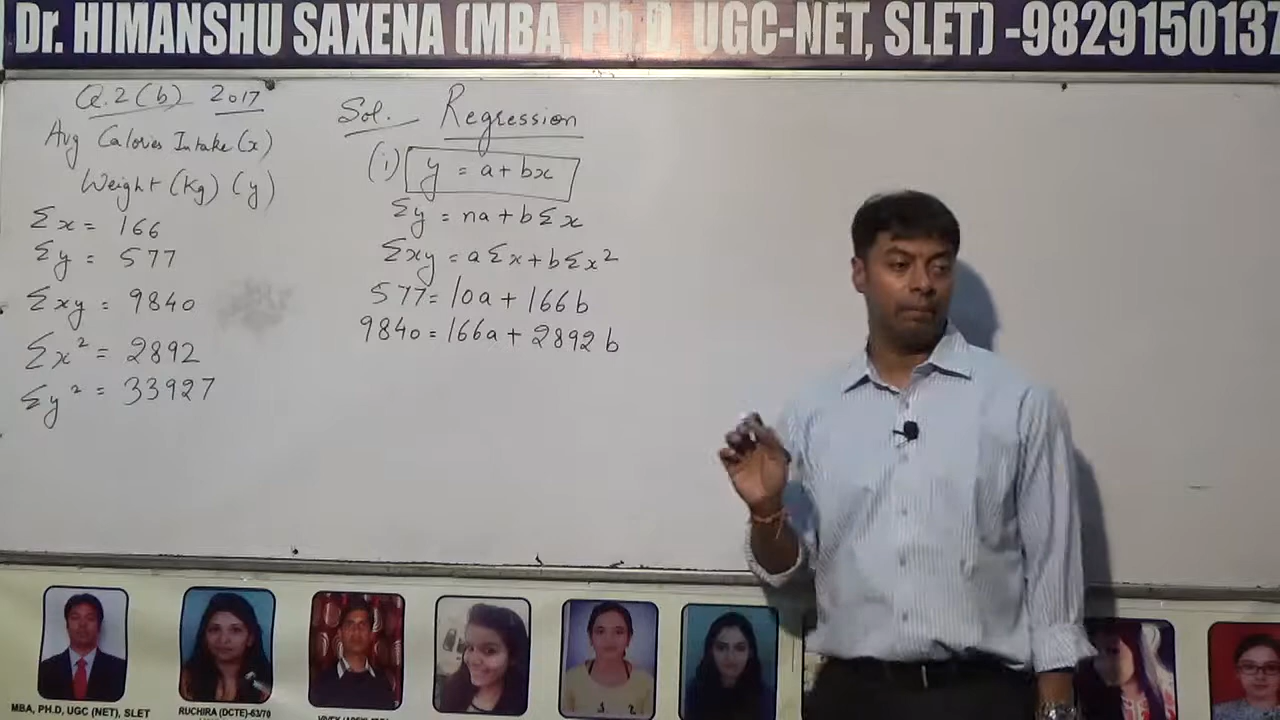 Dr. HIMANSHU SAXENA (MBA, Ph.D, UGC-NET, SLET) -9829150137
Q.2(b) 2017
Avg Calories Intake (x)
Weight (Kg) (y)
Σx = 166
Σy = 577
Σxy = 9840
Σx² = 2892
Σy² = 33927
Sol. Regression
(i) y = a + bx
Σy = na + bΣx
Σxy = aΣx + bΣx²
577 = 10a + 166b
9840 = 166a + 2892b
MBA, PH.D, UGC (NET), SLET
RUCHIRA (DCTE)-63/70